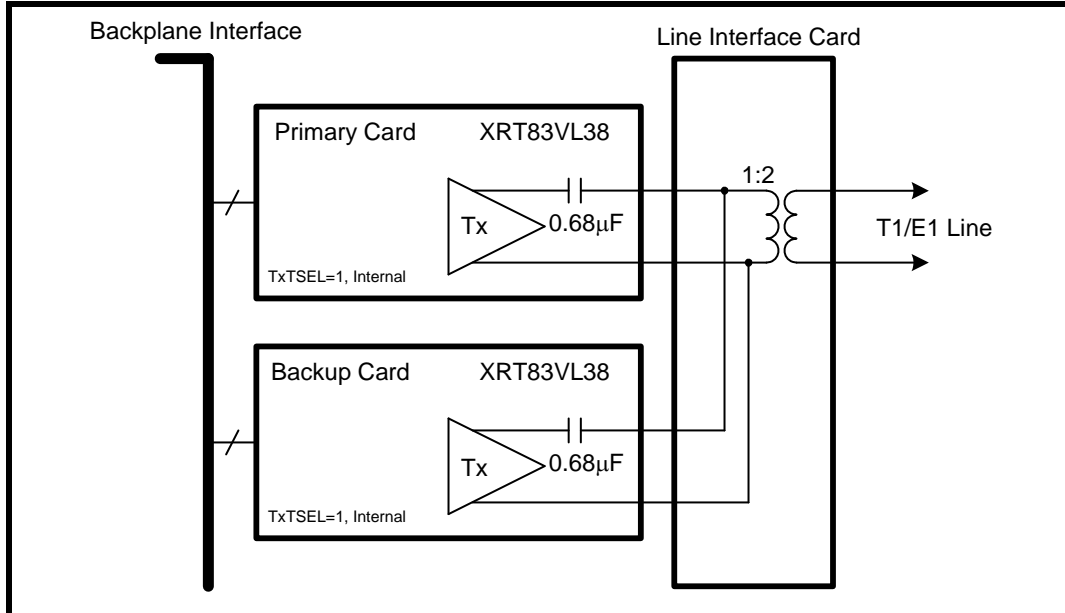 Backplane Interface
Line Interface Card
Primary Card XRT83VL38
1:2
Tx
0.68μF
T1/E1 Line
TxTSEL=1, Internal
Backup Card XRT83VL38
Tx
0.68μF
TxTSEL=1, Internal